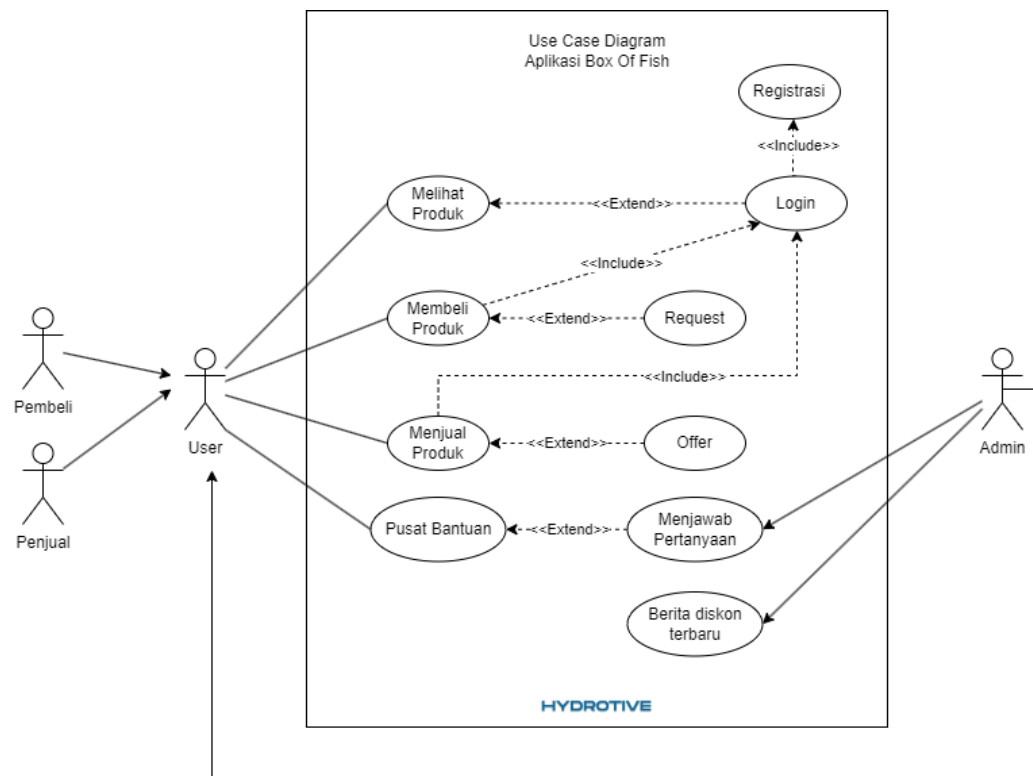 Use Case Diagram
Aplikasi Box Of Fish
Registrasi
<<Include>>
Melihat
Produk
<<Extend>>
Login
<<Include>>
Membeli
Produk
<<Extend>>
Request
<<Include>>
Pembeli
User
Menjual
Produk
<<Extend>>
Offer
Admin
Penjual
Pusat Bantuan
<<Extend>>
Menjawab
Pertanyaan
Berita diskon
terbaru
HYDROTIVE